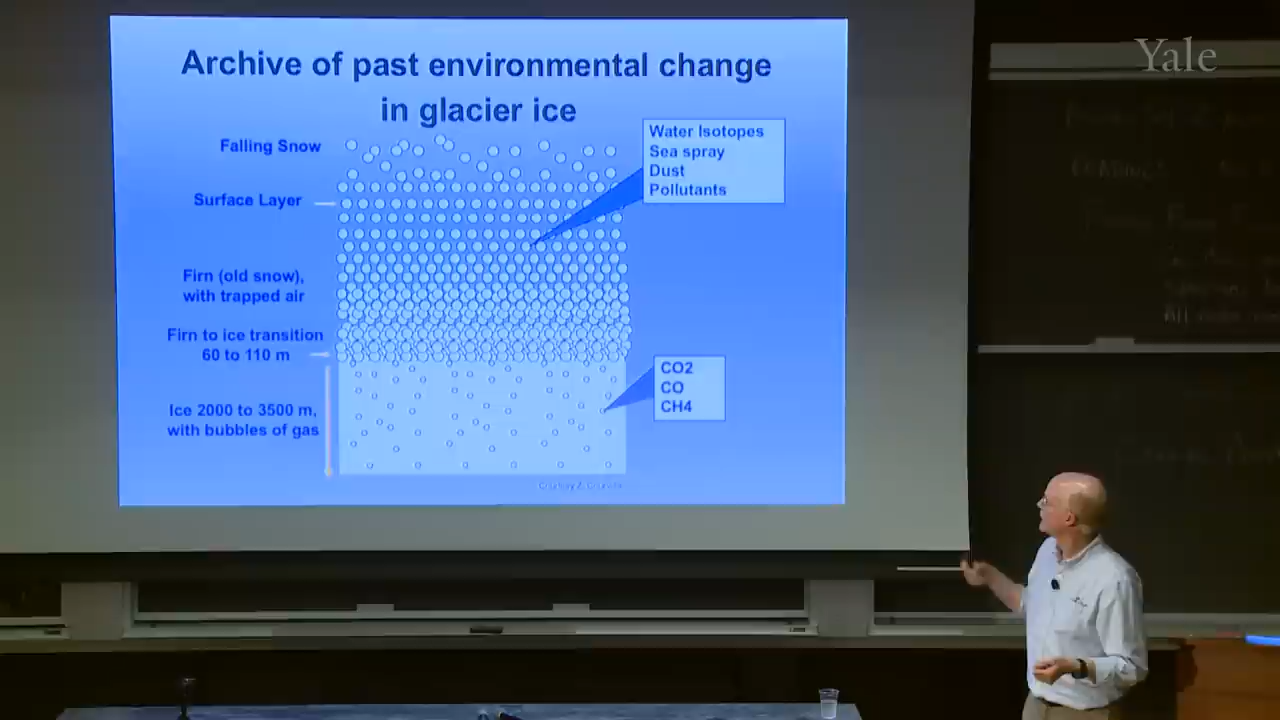 Yale
Archive of past environmental change
in glacier ice
Falling Snow
Water Isotopes
Sea spray
Dust
Pollutants
Surface Layer
Firn (old snow),
with trapped air
Firn to ice transition
60 to 110 m
CO2
CO
CH4
Ice 2000 to 3500 m,
with bubbles of gas